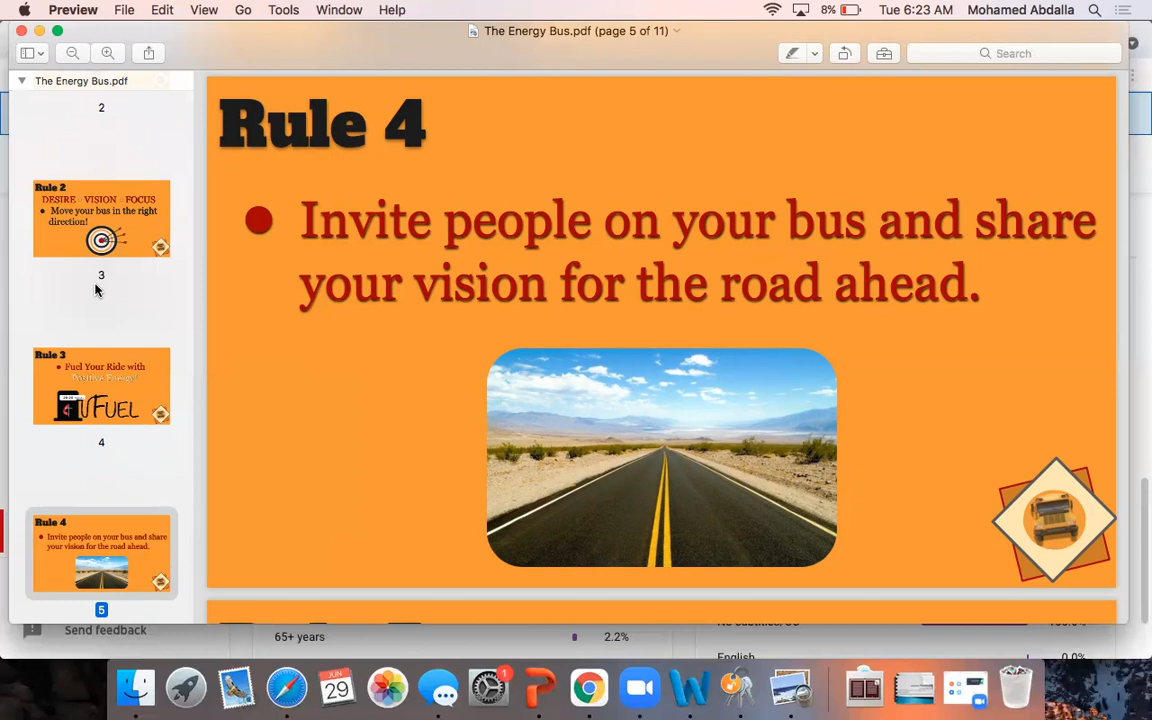 Preview File Edit View Go Tools Window Help 8% Tue 6:23 AM Mohamed Abdalla
The Energy Bus.pdf (page 5 of 11)
Search
The Energy Bus.pdf
2
Rule 2
DESIRE VISION FOCUS
Move your bus in the right
direction!
3
Rule 3
Fuel Your Ride with
Positive Energy!
FUEL
4
Rule 4
Invite people on your bus and share
your vision for the road ahead.
5
Rule 4
Invite people on your bus and share
your vision for the road ahead.
Send feedback
65+ years 2.2%
English 0.0%
JUN
29
1